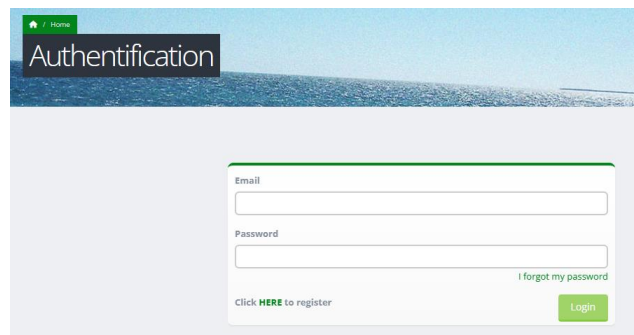 / Home
Authentification
Email
Password
I forgot my password
Click HERE to register
Login